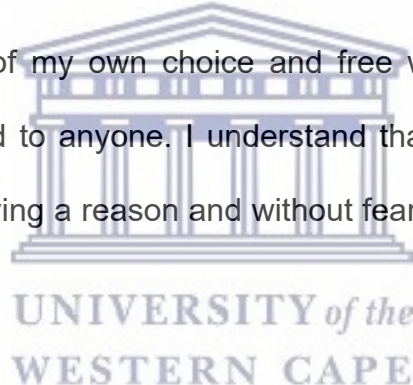 of my own choice and free
d to anyone. I understand tha
ing a reason and without fear
UNIVERSITY of the
WESTERN CAPE